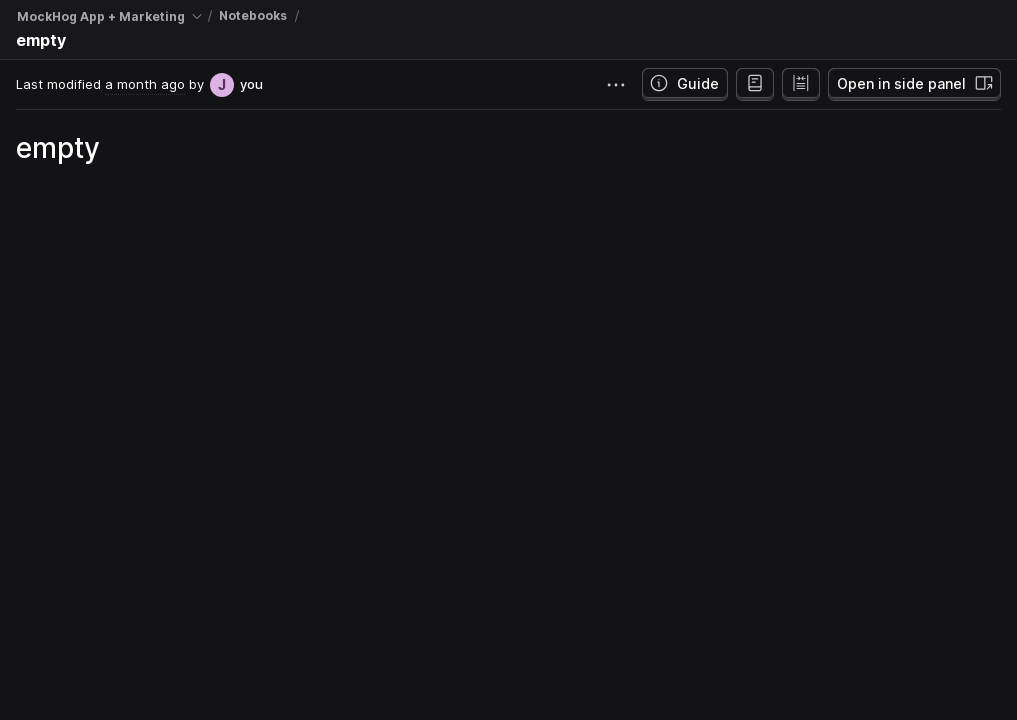 MockHog App + Marketing / Notebooks /
empty
Last modified a month ago by J you
Guide
Open in side panel
empty